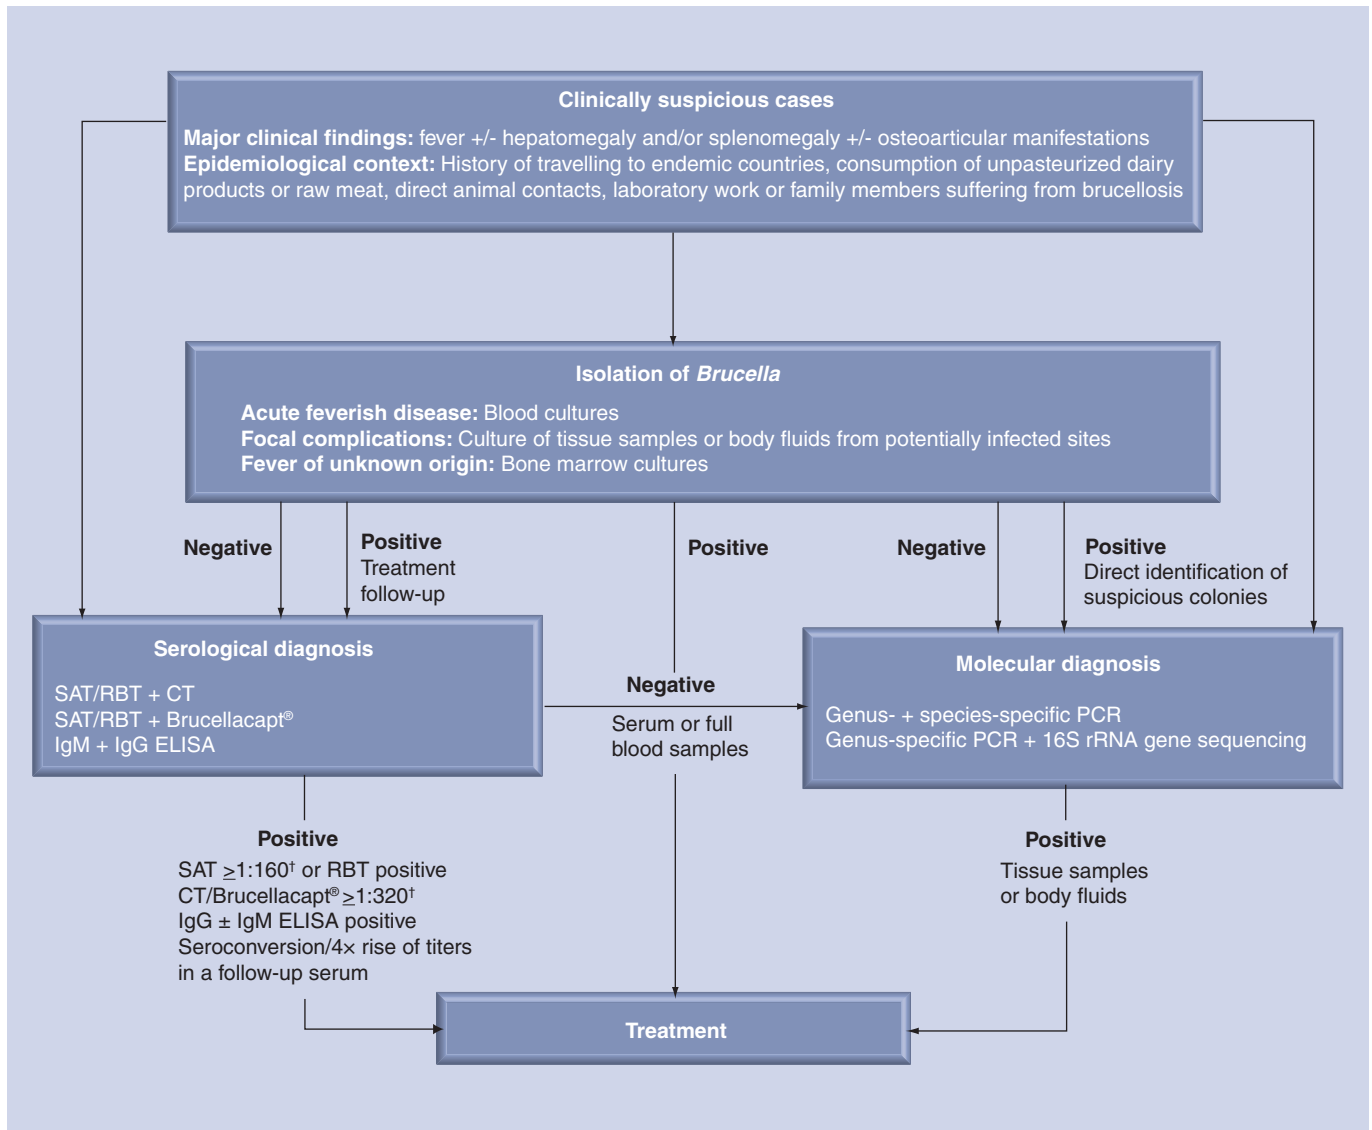 Clinically suspicious cases
Major clinical findings: fever +/- hepatomegaly and/or splenomegaly +/- osteoarticular manifestations
Epidemiological context: History of travelling to endemic countries, consumption of unpasteurized dairy
products or raw meat, direct animal contacts, laboratory work or family members suffering from brucellosis
Isolation of Brucella
Acute feverish disease: Blood cultures
Focal complications: Culture of tissue samples or body fluids from potentially infected sites
Fever of unknown origin: Bone marrow cultures
Negative
Positive
Treatment
follow-up
Positive
Negative
Positive
Direct identification of
suspicious colonies
Serological diagnosis
SAT/RBT + CT
SAT/RBT + Brucellacapt®
IgM + IgG ELISA
Negative
Serum or full
blood samples
Molecular diagnosis
Genus- + species-specific PCR
Genus-specific PCR + 16S rRNA gene sequencing
Positive
SAT ≥1:160† or RBT positive
CT/Brucellacapt® ≥1:320†
IgG ± IgM ELISA positive
Seroconversion/4× rise of titers
in a follow-up serum
Positive
Tissue samples
or body fluids
Treatment